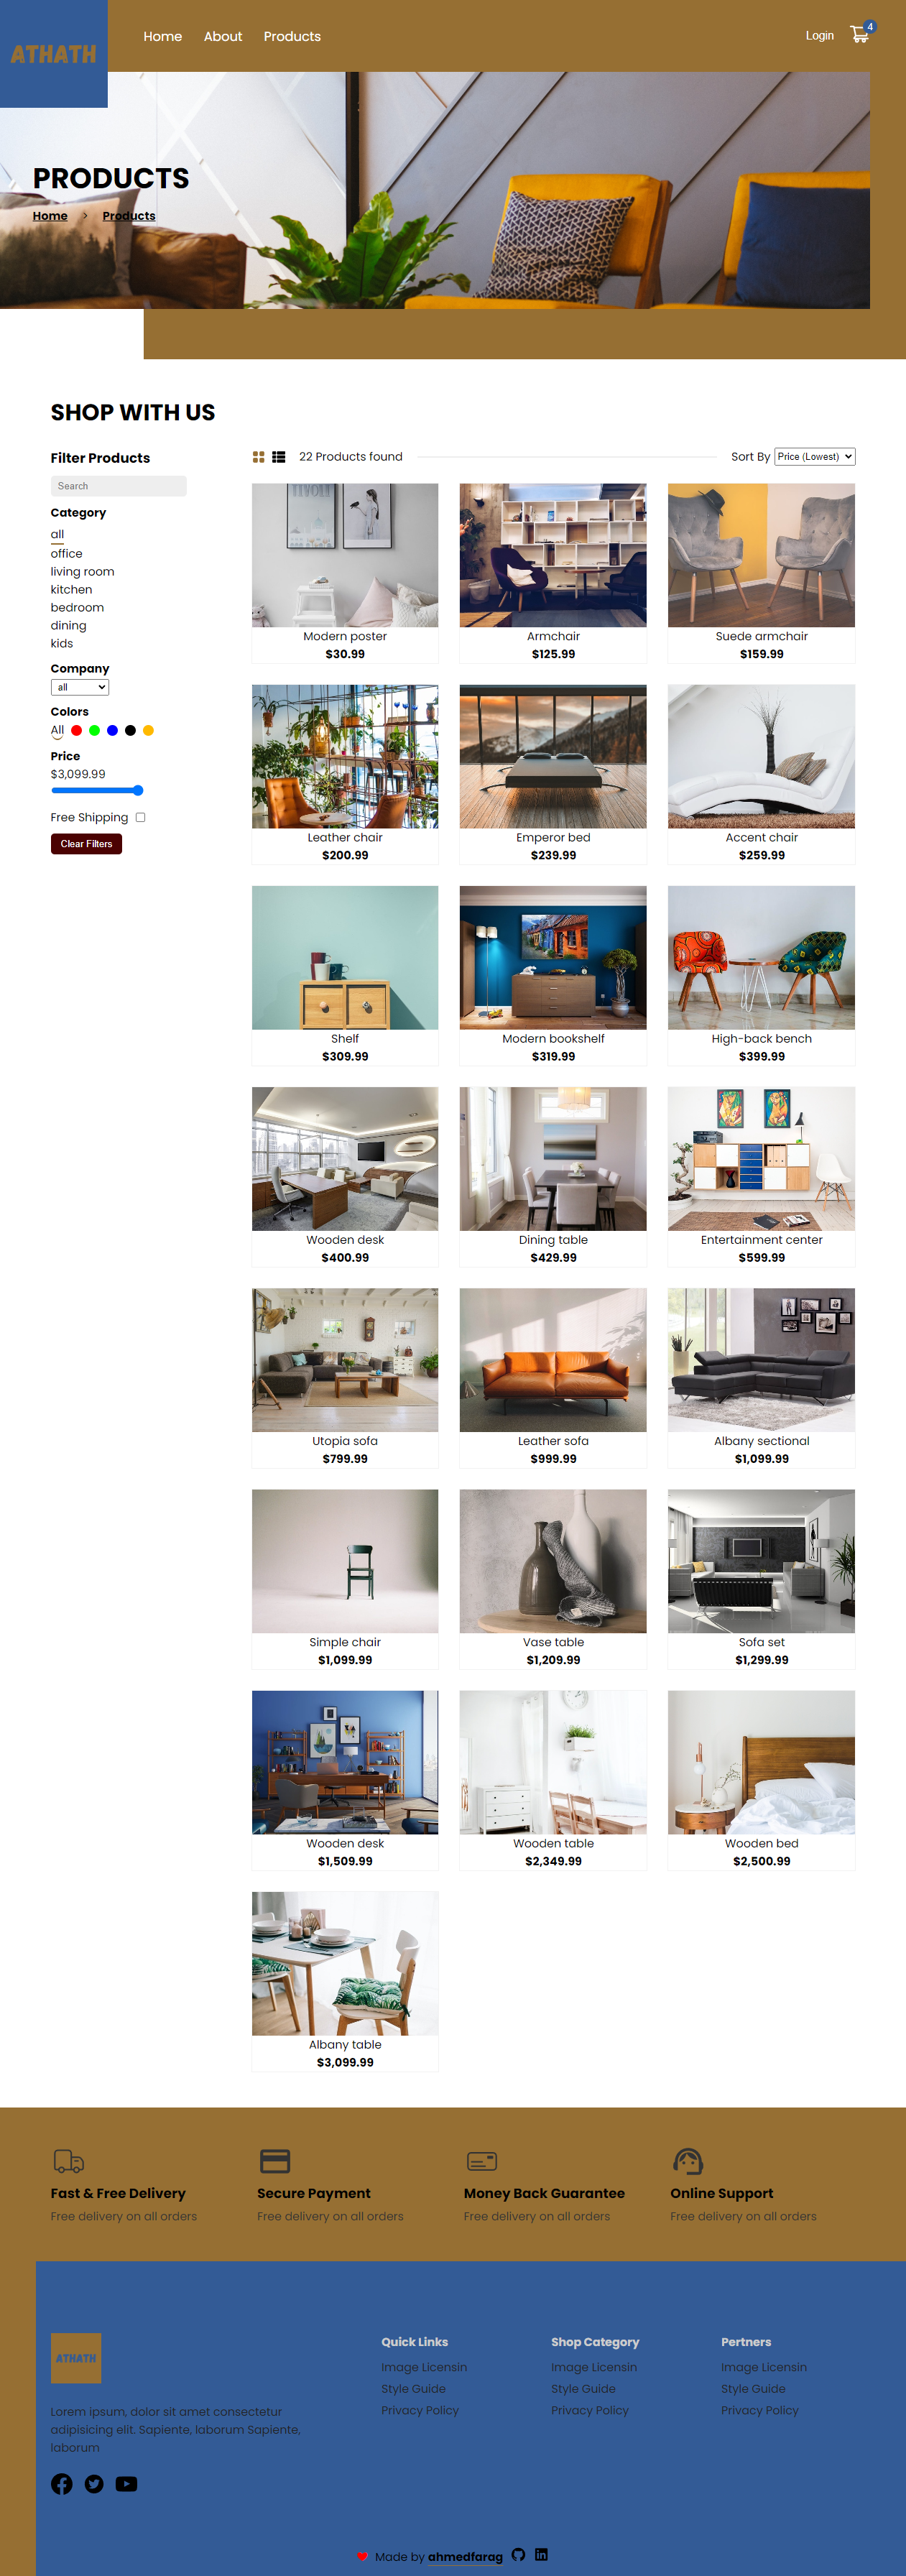 ATHATH
Home About Products
Login 4
PRODUCTS
Home > Products
SHOP WITH US
Filter Products
Search
Category
all
office
living room
kitchen
bedroom
dining
kids
Company
all
Colors
All
Price
$3,099.99
Free Shipping
Clear Filters
22 Products found
Sort By Price (Lowest)
TIVOLI
Modern poster
$30.99
Armchair
$125.99
Suede armchair
$159.99
Leather chair
$200.99
Emperor bed
$239.99
Accent chair
$259.99
Shelf
$309.99
Modern bookshelf
$319.99
High-back bench
$399.99
Wooden desk
$400.99
Dining table
$429.99
Entertainment center
$599.99
Utopia sofa
$799.99
Leather sofa
$999.99
Albany sectional
$1,099.99
Simple chair
$1,099.99
Vase table
$1,209.99
Sofa set
$1,299.99
Wooden desk
$1,509.99
Wooden table
$2,349.99
Wooden bed
$2,500.99
Albany table
$3,099.99
Fast & Free Delivery
Free delivery on all orders
Secure Payment
Free delivery on all orders
Money Back Guarantee
Free delivery on all orders
Online Support
Free delivery on all orders
ATHATH
Lorem ipsum, dolor sit amet consectetur
adipisicing elit. Sapiente, laborum Sapiente,
laborum
Quick Links
Image Licensin
Style Guide
Privacy Policy
Shop Category
Image Licensin
Style Guide
Privacy Policy
Pertners
Image Licensin
Style Guide
Privacy Policy
Made by ahmedfarag